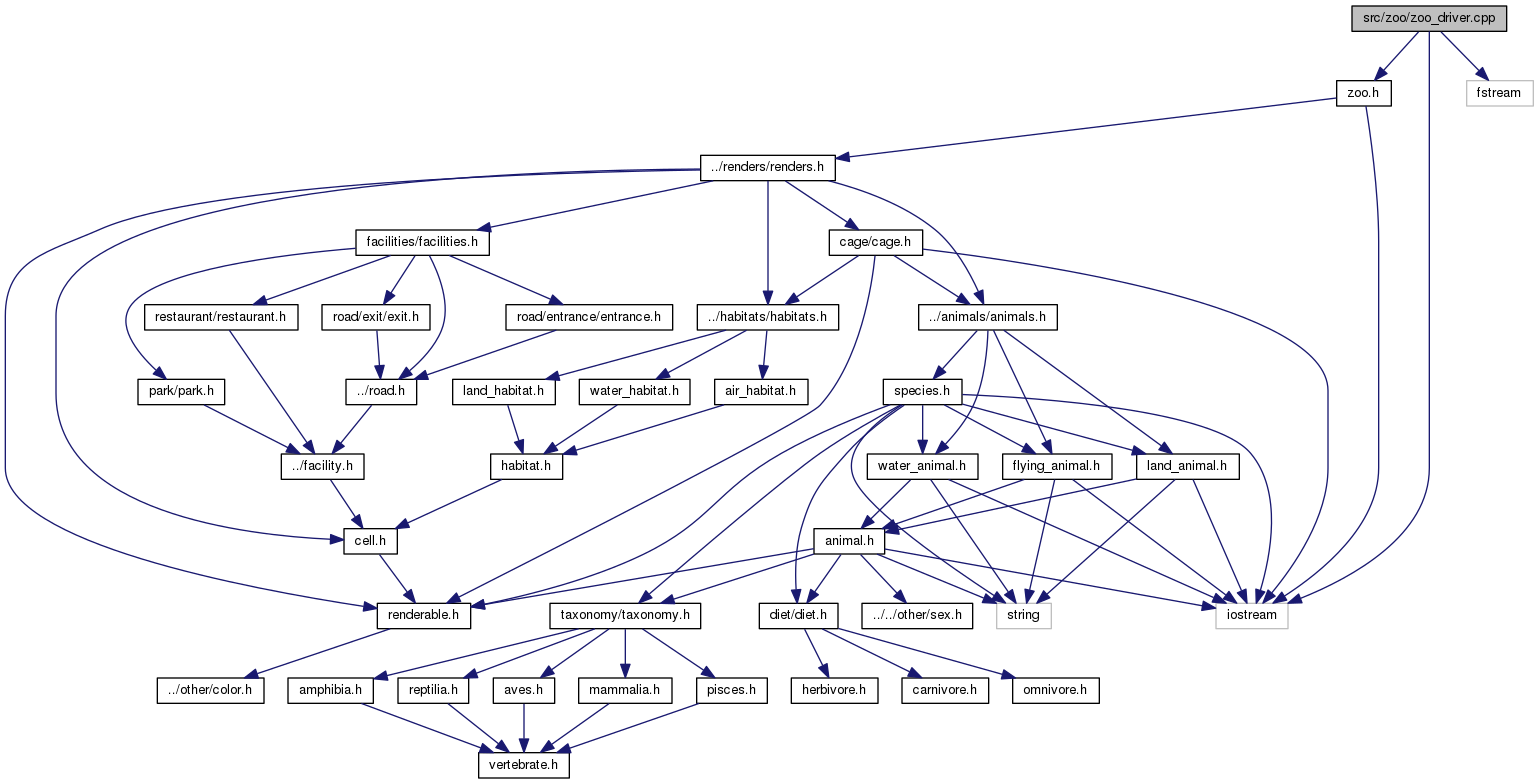 src/zoo/zoo_driver.cpp
zoo.h
fstream
../renders/renders.h
facilities/facilities.h
cage/cage.h
restaurant/restaurant.h
road/exit/exit.h
road/entrance/entrance.h
../habitats/habitats.h
../animals/animals.h
park/park.h
../road.h
land_habitat.h
water_habitat.h
air_habitat.h
species.h
../facility.h
habitat.h
water_animal.h
flying_animal.h
land_animal.h
cell.h
animal.h
renderable.h
taxonomy/taxonomy.h
diet/diet.h
../../other/sex.h
string
iostream
../other/color.h
amphibia.h
reptilia.h
aves.h
mammalia.h
pisces.h
herbivore.h
carnivore.h
omnivore.h
vertebrate.h